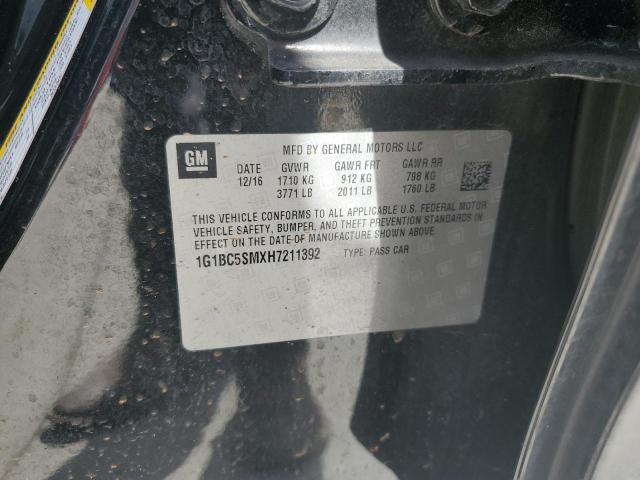 GM
MFD BY GENERAL MOTORS LLC
DATE GVWR GAWR FRT GAWR RR
12/16 1710 KG 912 KG 798 KG
3771 LB 2011 LB 1760 LB
THIS VEHICLE CONFORMS TO ALL APPLICABLE U.S. FEDERAL MOTOR
VEHICLE SAFETY, BUMPER, AND THEFT PREVENTION STANDARDS IN
EFFECT ON THE DATE OF MANUFACTURE SHOWN ABOVE.
1G1BC5SMXH7211392 TYPE: PASS CAR